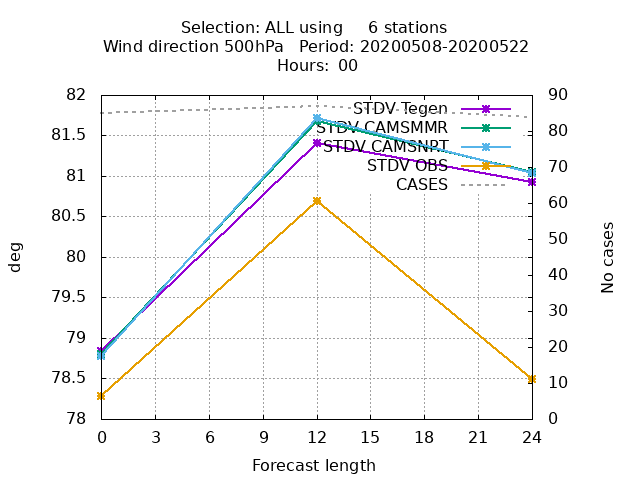 Selection: ALL using     6 stations
Wind direction 500hPa   Period: 20200508-20200522
Hours:  00
82
81.5
81
80.5
80
79.5
79
78.5
78
deg
90
80
70
60
50
40
30
20
10
0
No cases
STDV Tegen
STDV CAMSMMR
STDV CAMSNRT
STDV OBS
CASES
0 3 6 9 12 15 18 21 24
Forecast length